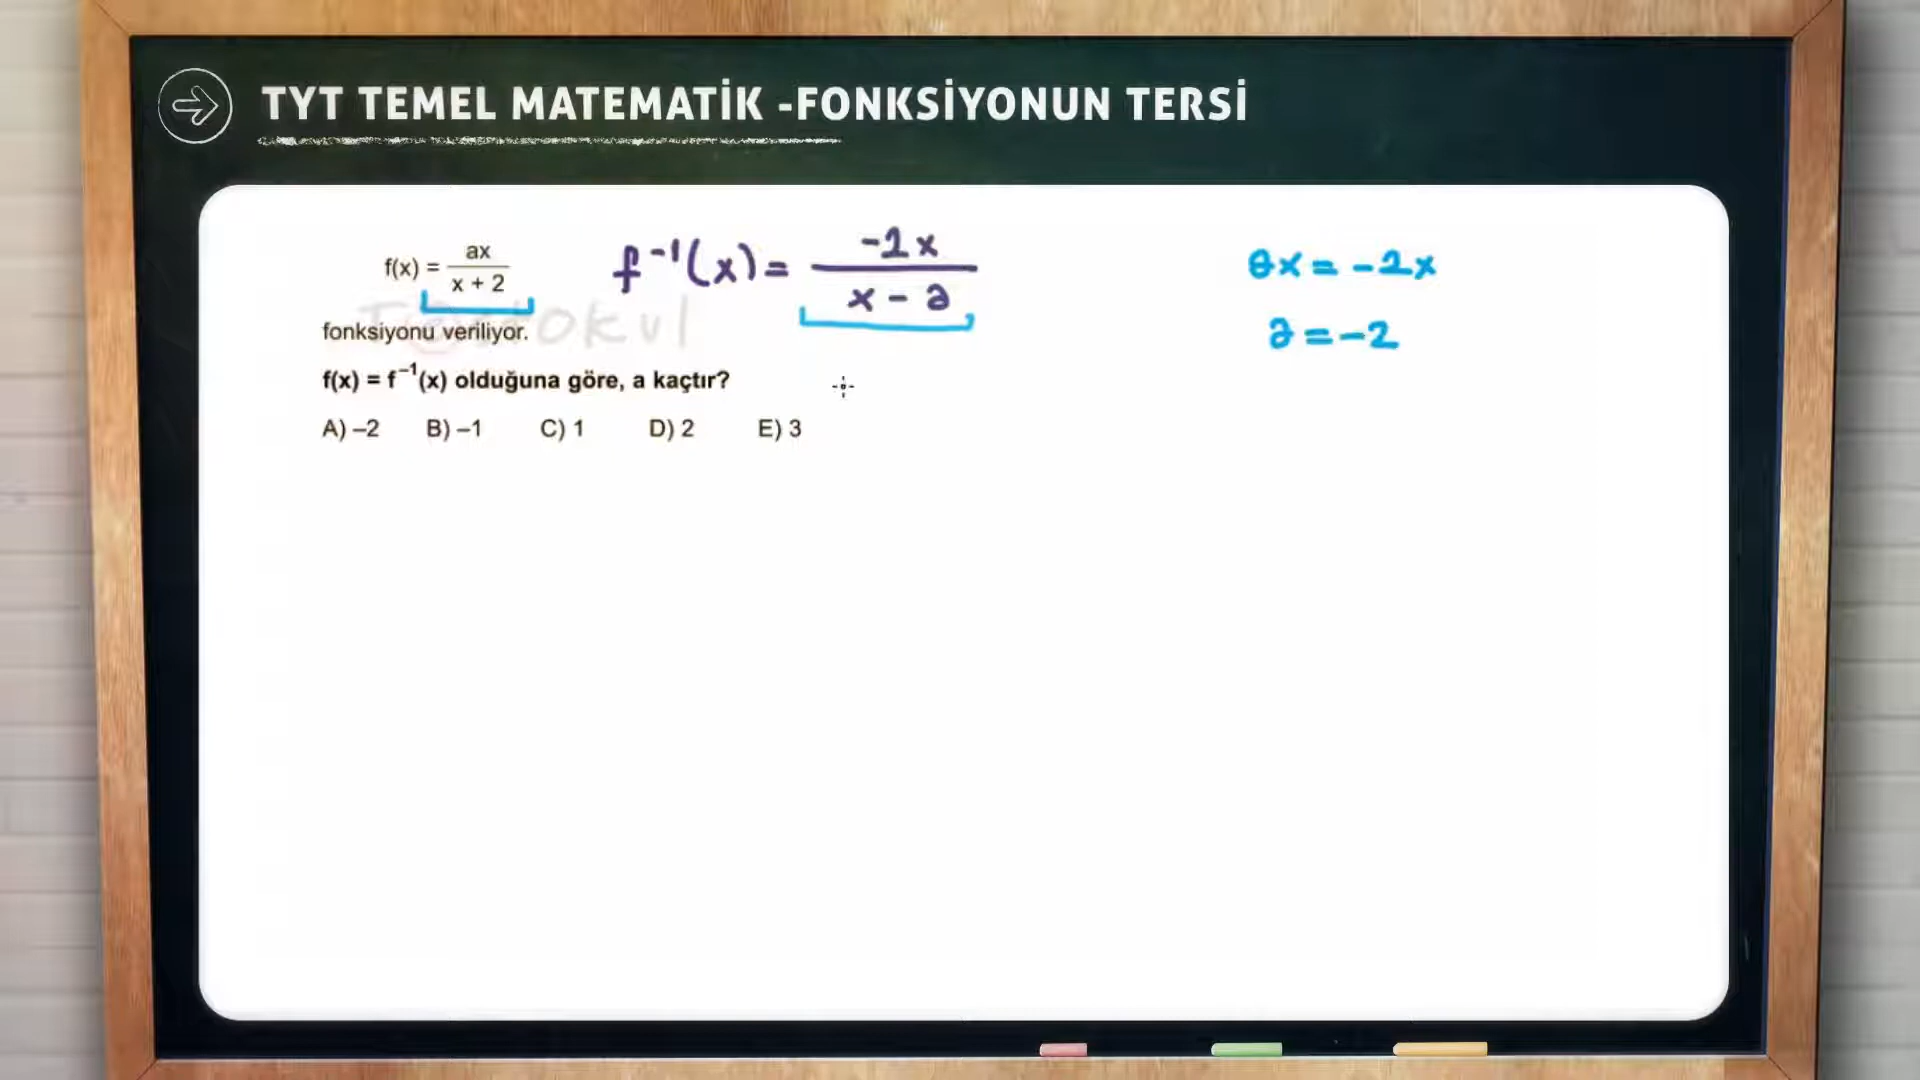 TYT TEMEL MATEMATİK -FONKSİYONUN TERSİ
f(x) = ax / x + 2
f⁻¹(x) = -2x / x - a
ax = -2x
a = -2
fonksiyonu veriliyor.
f(x) = f⁻¹(x) olduğuna göre, a kaçtır?
A) –2 B) –1 C) 1 D) 2 E) 3